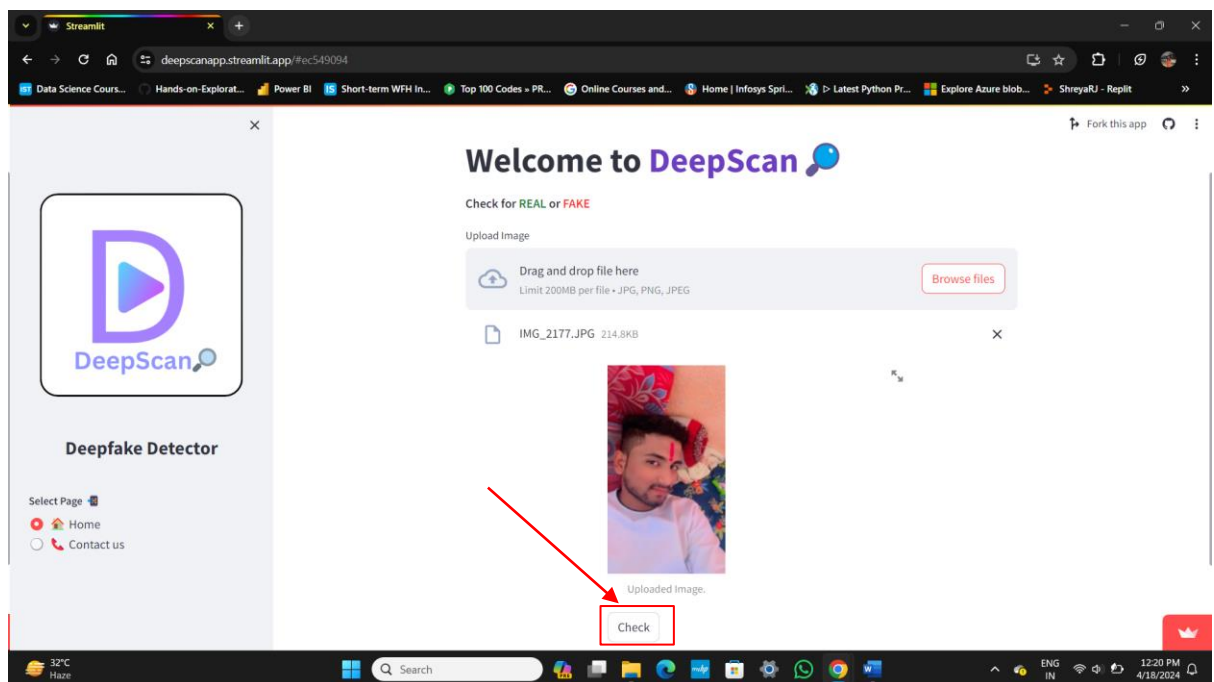 Streamlit
deepscanapp.streamlit.app/#ec549094
Data Science Cours... Hands-on-Explorat... Power BI Short-term WFH In... Top 100 Codes » PR... Online Courses and... Home | Infosys Spri... ▷ Latest Python Pr... Explore Azure blob... ShreyaRJ - Replit »
Fork this app
Welcome to DeepScan
Check for REAL or FAKE
Upload Image
Drag and drop file here
Limit 200MB per file • JPG, PNG, JPEG
Browse files
IMG_2177.JPG 214.8KB
D
DeepScan
Deepfake Detector
Select Page
Home
Contact us
Uploaded Image.
Check
32°C
Haze
Search
ENG
IN
12:20 PM
4/18/2024